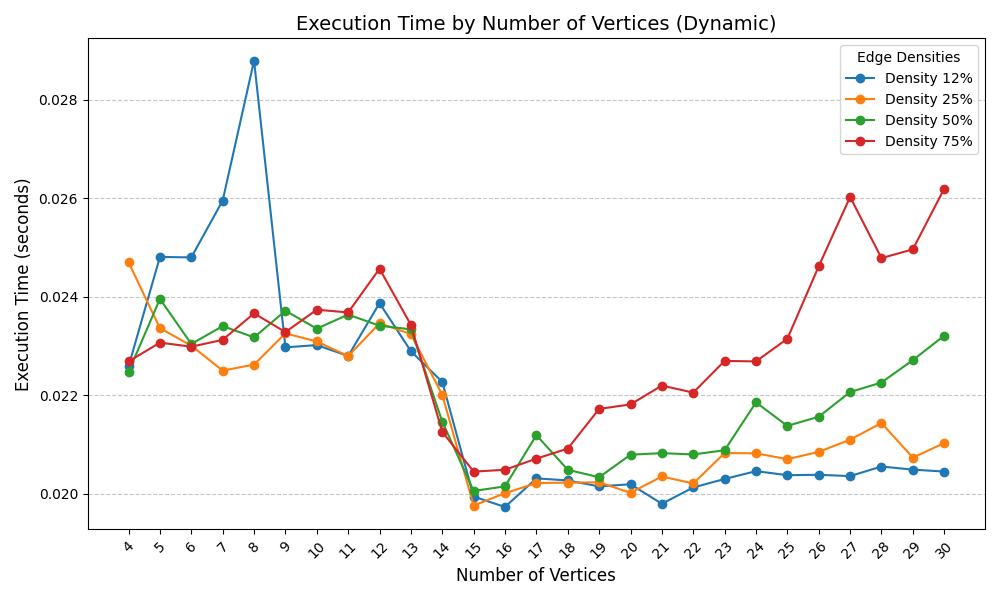 Execution Time by Number of Vertices (Dynamic)
Edge Densities
Density 12%
Density 25%
Density 50%
Density 75%
Execution Time (seconds)
0.028
0.026
0.024
0.022
0.020
4 5 6 7 8 9 10 11 12 13 14 15 16 17 18 19 20 21 22 23 24 25 26 27 28 29 30
Number of Vertices